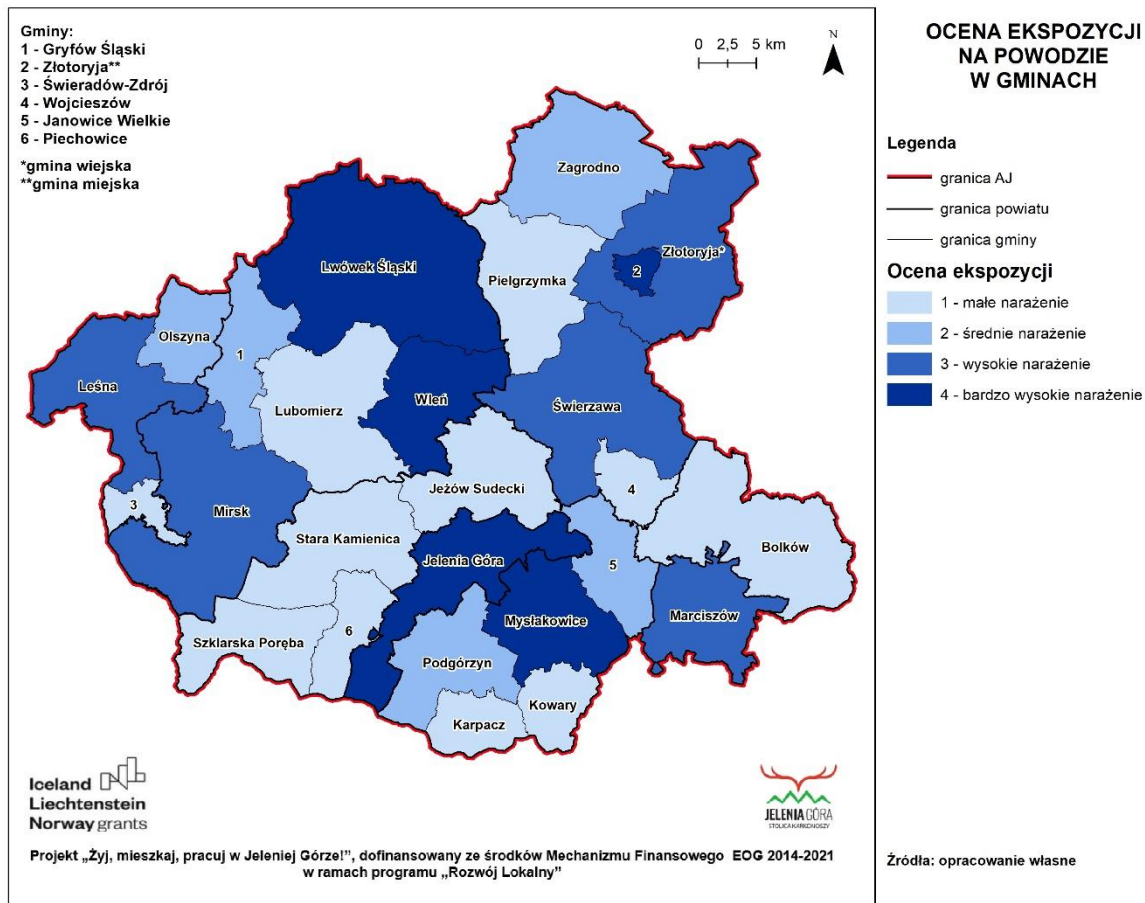 Gminy:
1 - Gryfów Śląski
2 - Złotoryja**
3 - Świeradów-Zdrój
4 - Wojcieszów
5 - Janowice Wielkie
6 - Piechowice
*gmina wiejska
**gmina miejska
0 2,5 5 km
N
OCENA EKSPOZYCJI
NA POWODZIE
W GMINACH
Legenda
granica AJ
granica powiatu
granica gminy
Ocena ekspozycji
1 - małe narażenie
2 - średnie narażenie
3 - wysokie narażenie
4 - bardzo wysokie narażenie
Zagrodno
Złotoryja*
2
Pielgrzymka
Lwówek Śląski
Olszyna
1
Leśna
Lubomierz
Wleń
Świerzawa
Jeżów Sudecki
4
3
Mirsk
Stara Kamienica
Jelenia Góra
Bolków
5
Mysłakowice
Marciszów
6
Szklarska Poręba
Podgórzyn
Kowary
Karpacz
Iceland
Liechtenstein
Norway grants
JELENIA GÓRA
STOLICA KARKONOSZY
Projekt „Żyj, mieszkaj, pracuj w Jeleniej Górze!”, dofinansowany ze środków Mechanizmu Finansowego EOG 2014-2021
w ramach programu „Rozwój Lokalny”
Źródła: opracowanie własne